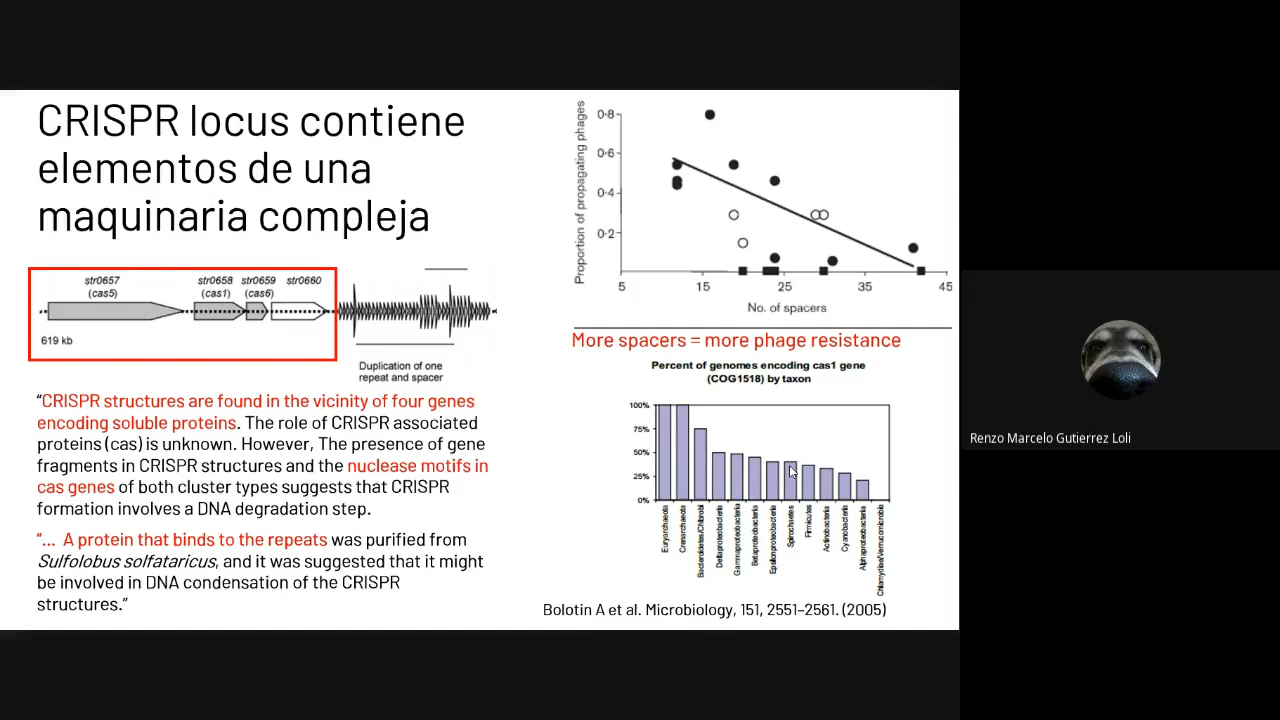 CRISPR locus contiene
elementos de una
maquinaria compleja
str0657
(cas5)
str0658
(cas1)
str0659
(cas6)
str0660
619 kb
Duplication of one
repeat and spacer
“CRISPR structures are found in the vicinity of four genes
encoding soluble proteins. The role of CRISPR associated
proteins (cas) is unknown. However, The presence of gene
fragments in CRISPR structures and the nuclease motifs in
cas genes of both cluster types suggests that CRISPR
formation involves a DNA degradation step.
“... A protein that binds to the repeats was purified from
Sulfolobus solfataricus, and it was suggested that it might
be involved in DNA condensation of the CRISPR
structures.”
Proportion of propagating phages
0·8
0·6
0·4
0·2
5 15 25 35 45
No. of spacers
More spacers = more phage resistance
Percent of genomes encoding cas1 gene
(COG1518) by taxon
100%
75%
50%
25%
0%
Euryarchaeota
Crenarchaeota
Bacteroidetes/Chlorobi
Deltaproteobacteria
Gammaproteobacteria
Betaproteobacteria
Epsilonproteobacteria
Spirochaetes
Firmicutes
Actinobacteria
Cyanobacteria
Alphaproteobacteria
Chlamydiae/Verrucomicrobia
Bolotin A et al. Microbiology, 151, 2551–2561. (2005)
Renzo Marcelo Gutierrez Loli